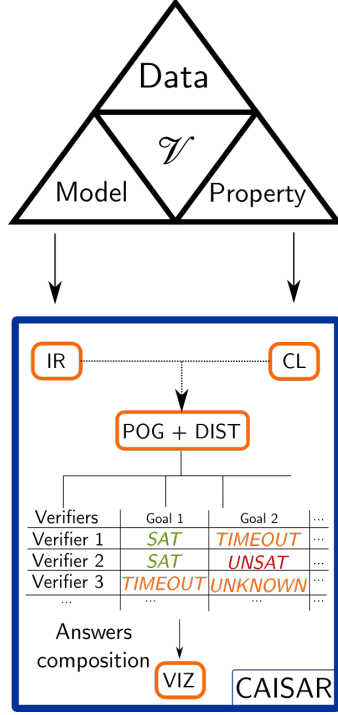 Data
𝒱
Model Property
IR CL
POG + DIST
Verifiers Goal 1 Goal 2 ...
Verifier 1 SAT TIMEOUT ...
Verifier 2 SAT UNSAT ...
Verifier 3 TIMEOUT UNKNOWN ...
... ... ... ...
Answers
composition
VIZ
CAISAR